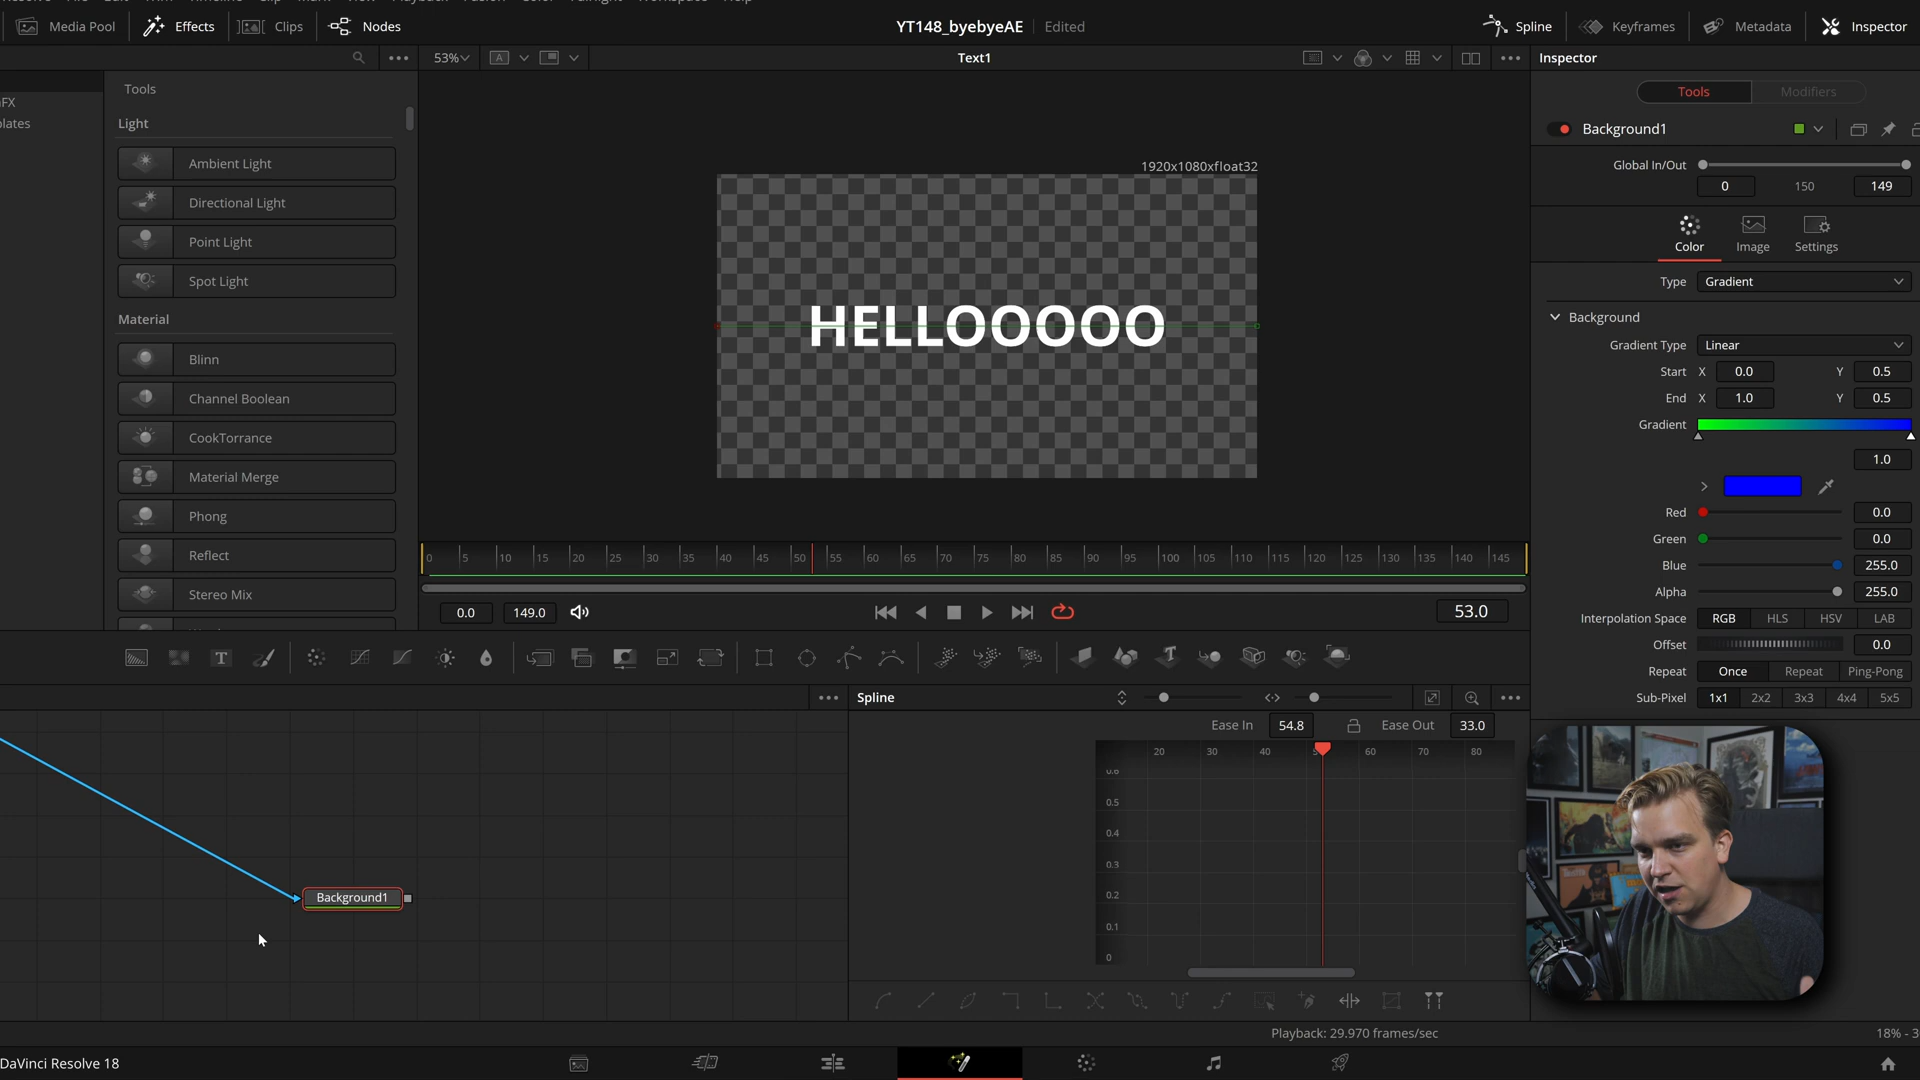 Media Pool
Effects
Clips
Nodes
YT148_byebyeAE
Edited
Spline
Keyframes
Metadata
Inspector
53%
A
Text1
Inspector
Tools
Light
Ambient Light
Directional Light
Point Light
Spot Light
Material
Blinn
Channel Boolean
CookTorrance
Material Merge
Phong
Reflect
Stereo Mix
FX
plates
1920x1080xfloat32
HELLOOOOO
0 5 10 15 20 25 30 35 40 45 50 55 60 65 70 75 80 85 90 95 100 105 110 115 120 125 130 135 140 145
0.0
149.0
53.0
Tools
Modifiers
Background1
Global In/Out
0
150
149
Color
Image
Settings
Type
Gradient
Background
Gradient Type
Linear
Start X 0.0 Y 0.5
End X 1.0 Y 0.5
Gradient
1.0
Red 0.0
Green 0.0
Blue 255.0
Alpha 255.0
Interpolation Space RGB HLS HSV LAB
Offset 0.0
Repeat Once Repeat Ping-Pong
Sub-Pixel 1x1 2x2 3x3 4x4 5x5
T
Background1
Spline
Ease In 54.8
Ease Out 33.0
20 30 40 60 70 80
0.6
0.5
0.4
0.3
0.2
0.1
0
Playback: 29.970 frames/sec
18% - 3
DaVinci Resolve 18